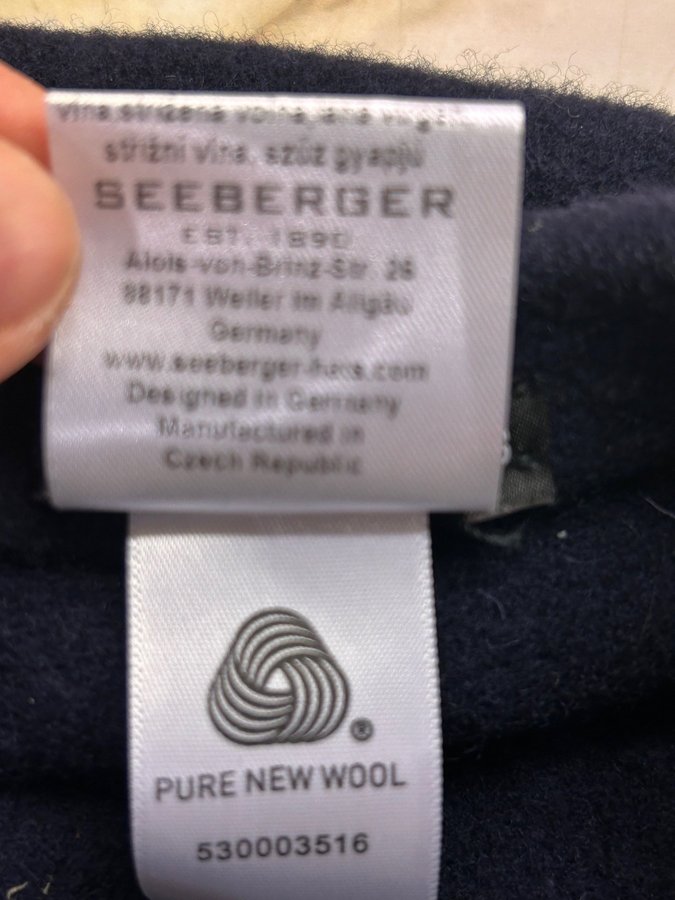 střižní vlna, szűz gyapjú
SEEBERGER
EST. 1890
Alois-von-Brinz-Str. 26
88171 Weiler im Allgäu
Germany
www.seeberger-hats.com
Designed in Germany
Manufactured in
Czech Republic
®
PURE NEW WOOL
530003516